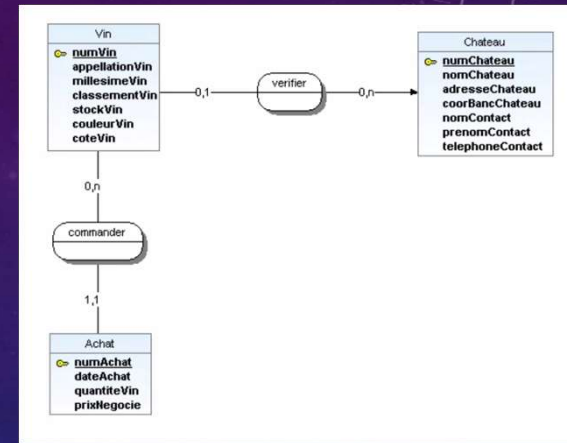 Vin
numVin
appellationVin
millesimeVin
classementVin
stockVin
couleurVin
coteVin
0,1
verifier
0,n
Chateau
numChateau
nomChateau
adresseChateau
coorBancChateau
nomContact
prenomContact
telephoneContact
0,n
commander
1,1
Achat
numAchat
dateAchat
quantiteVin
prixNegocie